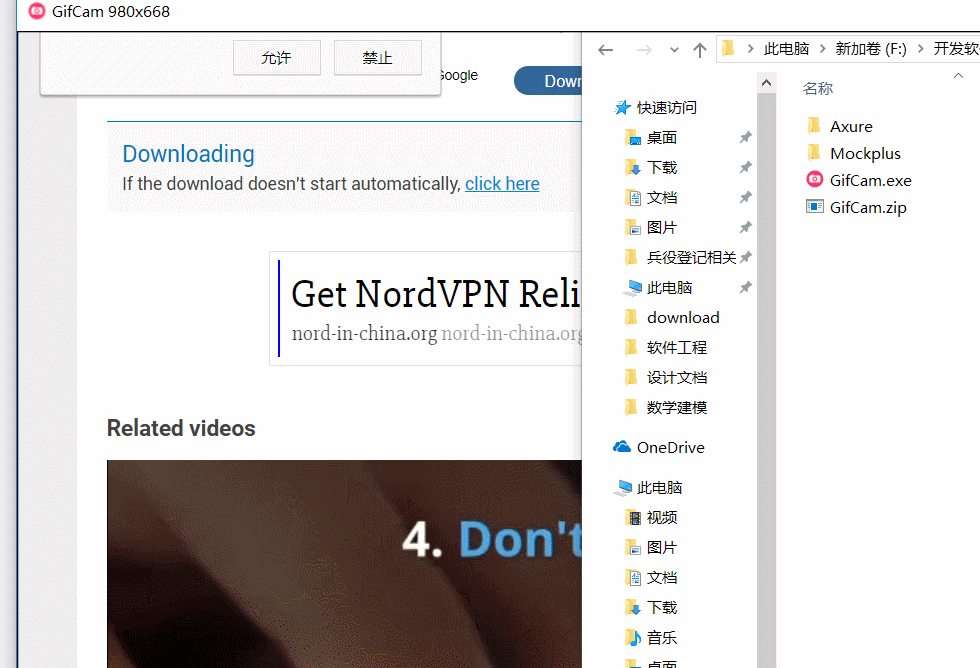 GifCam 980x668
允许
禁止
Google
Dow
Downloading
If the download doesn't start automatically, click here
Get NordVPN Reli
nord-in-china.org nord-in-china.org
Related videos
4. Don't
此电脑
新加卷 (F:)
开发软
快速访问
桌面
下载
文档
图片
兵役登记相关
此电脑
download
软件工程
设计文档
数学建模
OneDrive
此电脑
视频
图片
文档
下载
音乐
桌面
名称
Axure
Mockplus
GifCam.exe
GifCam.zip